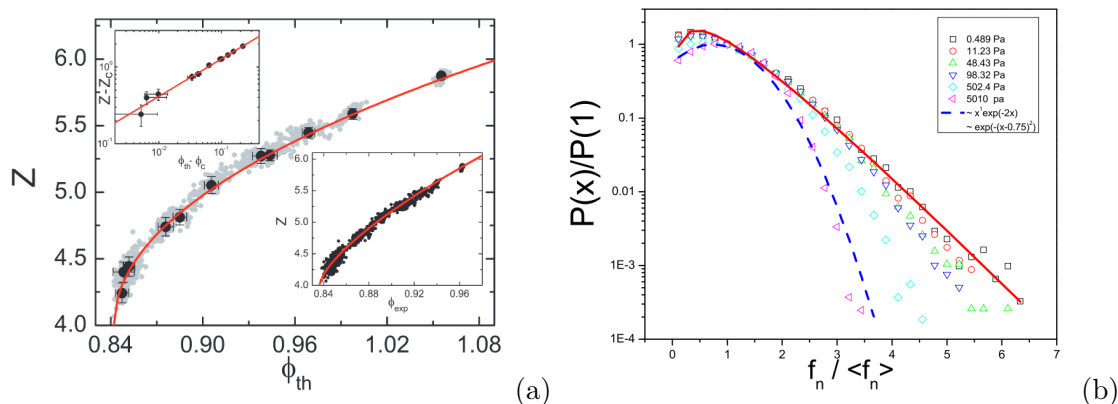 6.0
5.5
5.0
4.5
4.0
Z
0.84 0.90 0.96 1.02 1.08
ϕth
Z - Zc
10^0
10^-1
10^-2 10^-1
ϕth- ϕc
Z
6.0
5.5
5.0
4.5
4.0
0.84 0.88 0.92 0.96
ϕexp
(a)
P(x)/P(1)
1
0.1
0.01
1E-3
1E-4
0 1 2 3 4 5 6 7
fn / <fn>
0.489 Pa
11.23 Pa
48.43 Pa
98.32 Pa
502.4 Pa
5010 pa
~ x^1exp(-2x)
~ exp(-(x-0.75)^2)
(b)